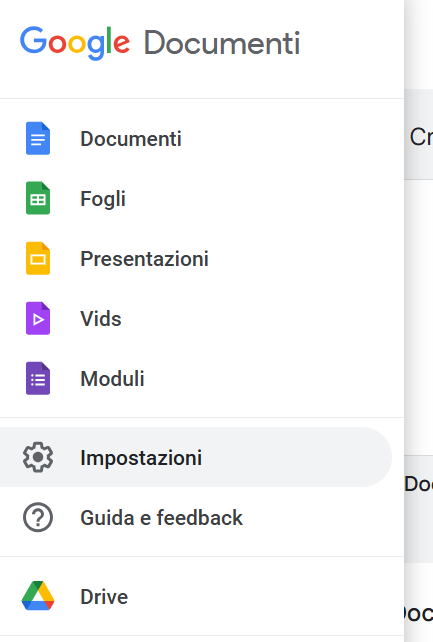 Google Documenti
Cr
Documenti
Fogli
Presentazioni
Vids
Moduli
Impostazioni
Doc
Guida e feedback
Drive
Doc